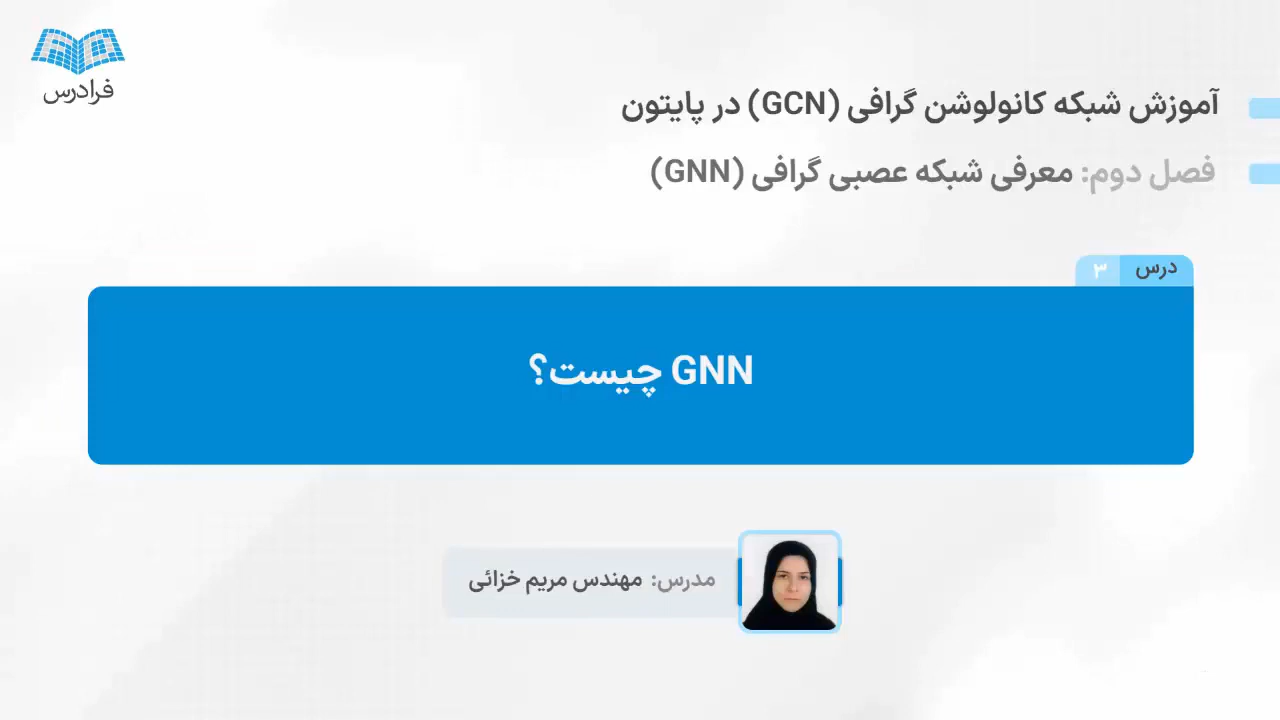 فرادرس
آموزش شبکه کانولوشن گرافی (GCN) در پایتون
فصل دوم: معرفی شبکه عصبی گرافی (GNN)
درس ۳
GNN چیست؟
مدرس: مهندس مریم خزائی